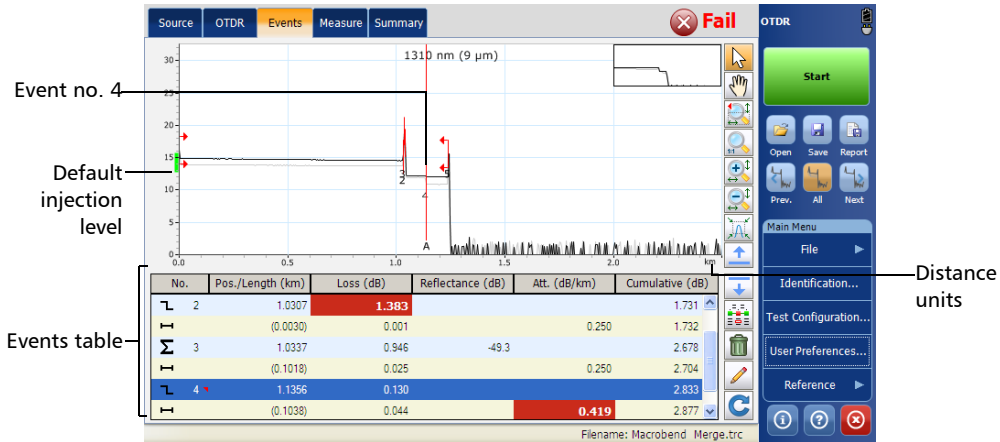 Source OTDR Events Measure Summary Fail OTDR
1310 nm (9 µm)
30
25
20
15
10
5
0
0.0 0.5 1.0 1.5 2.0 km
3
2
4
5
A
Event no. 4
Default
injection
level
Events table
Distance
units
No. Pos./Length (km) Loss (dB) Reflectance (dB) Att. (dB/km) Cumulative (dB)
2 1.0307 1.383 1.731
(0.0030) 0.001 0.250 1.732
Σ 3 1.0337 0.946 -49.3 2.678
(0.1018) 0.025 0.250 2.704
4 1.1356 0.130 2.833
(0.1038) 0.044 0.419 2.877
Filename: Macrobend Merge.trc
1:1
Start
Open Save Report
Prev. All Next
Main Menu
File
Identification...
Test Configuration...
User Preferences...
Reference